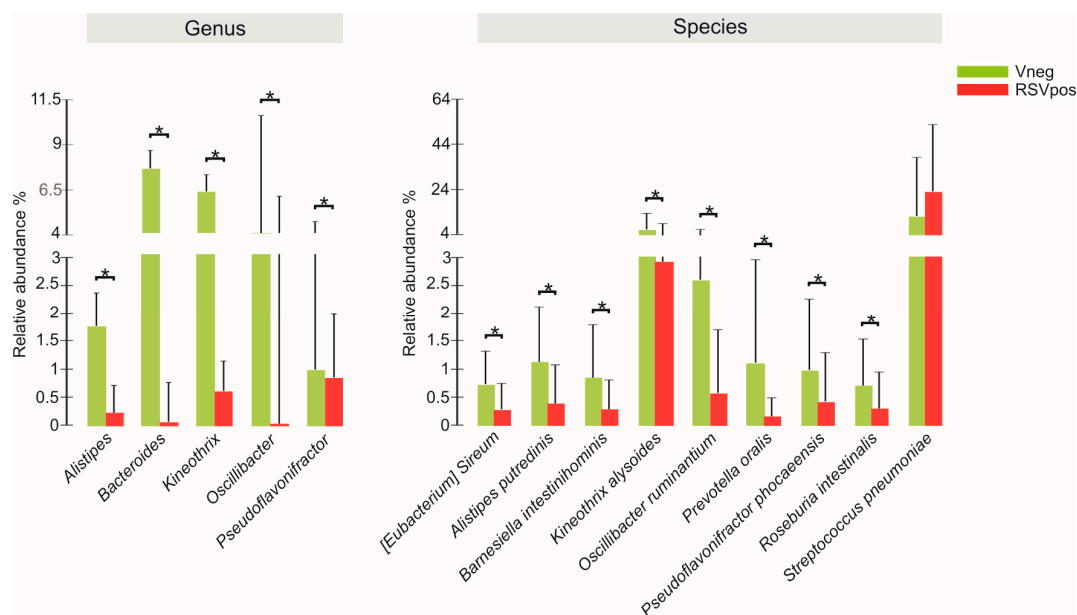 Genus
Species
Vneg
RSVpos
Relative abundance %
11.5
9
6.5
4
3
2.5
2
1.5
1
0.5
0
*
*
*
*
*
Alistipes
Bacteroides
Kineothrix
Oscillibacter
Pseudoflavonifractor
Relative abundance %
64
44
24
4
3
2.5
2
1.5
1
0.5
0
*
*
*
*
*
*
*
*
[Eubacterium] Sireum
Alistipes putredinis
Barnesiella intestinihominis
Kineothrix alysoides
Oscillibacter ruminantium
Prevotella oralis
Pseudoflavonifractor phocaeensis
Roseburia intestinalis
Streptococcus pneumoniae